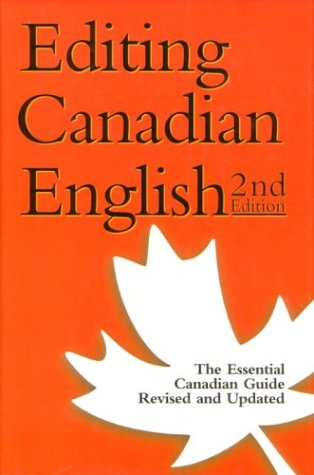 Editing
Canadian
English 2nd
Edition
The Essential
Canadian Guide
Revised and Updated